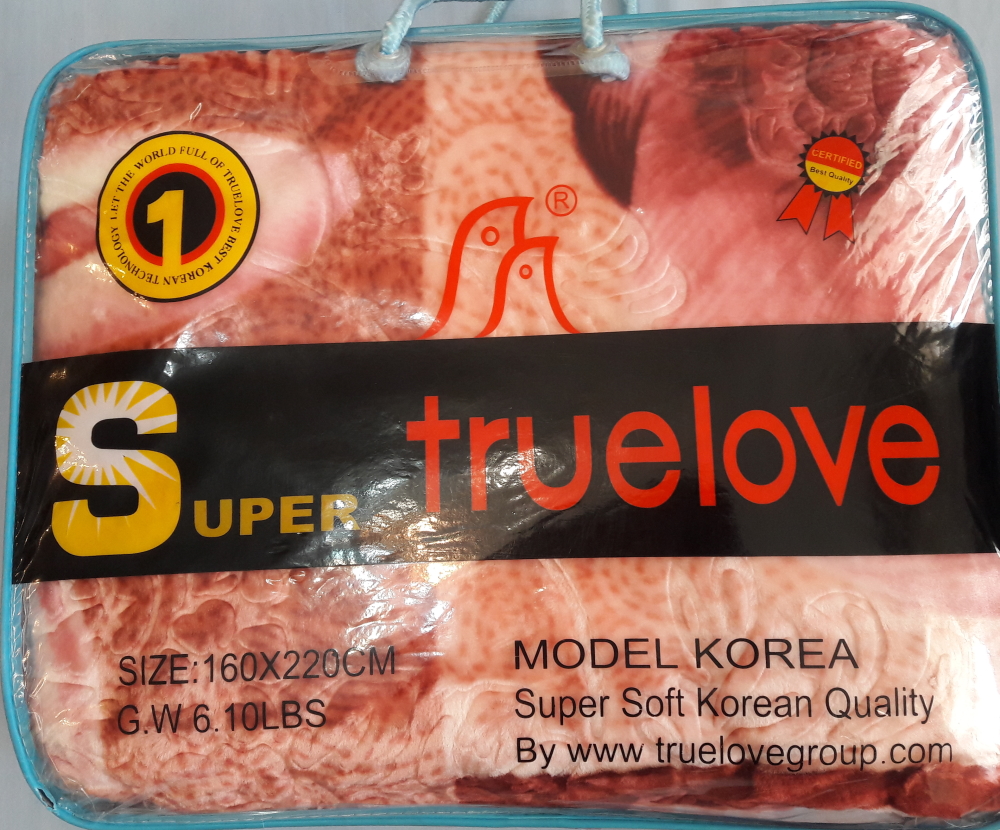 LET THE WORLD FULL OF TRUELOVE BEST KOREAN TECHNOLOGY
1
CERTIFIED
Best Quality
®
SUPER truelove
SIZE:160X220CM
G.W 6.10LBS
MODEL KOREA
Super Soft Korean Quality
By www truelovegroup.com